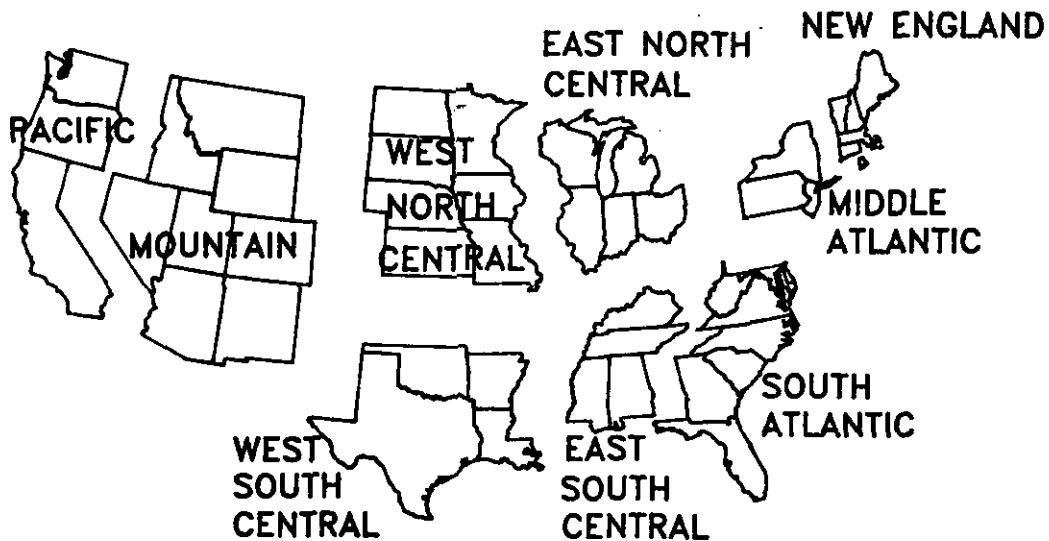 NEW ENGLAND
EAST NORTH
CENTRAL
PACIFIC
WEST
NORTH
CENTRAL
MOUNTAIN
MIDDLE
ATLANTIC
SOUTH
ATLANTIC
WEST
SOUTH
CENTRAL
EAST
SOUTH
CENTRAL